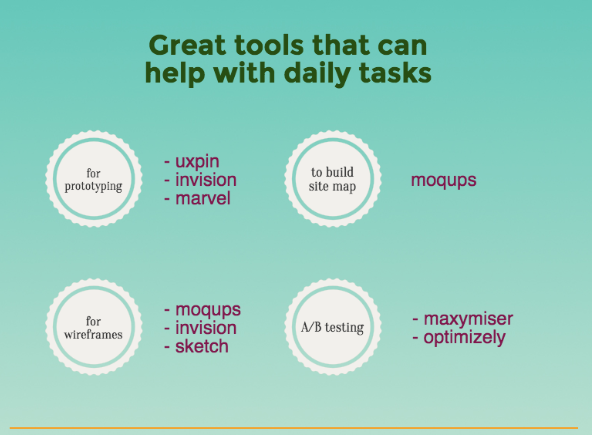 Great tools that can
help with daily tasks
for
prototyping
- uxpin
- invision
- marvel
to build
site map
moqups
for
wireframes
- moqups
- invision
- sketch
A/B testing
- maxymiser
- optimizely